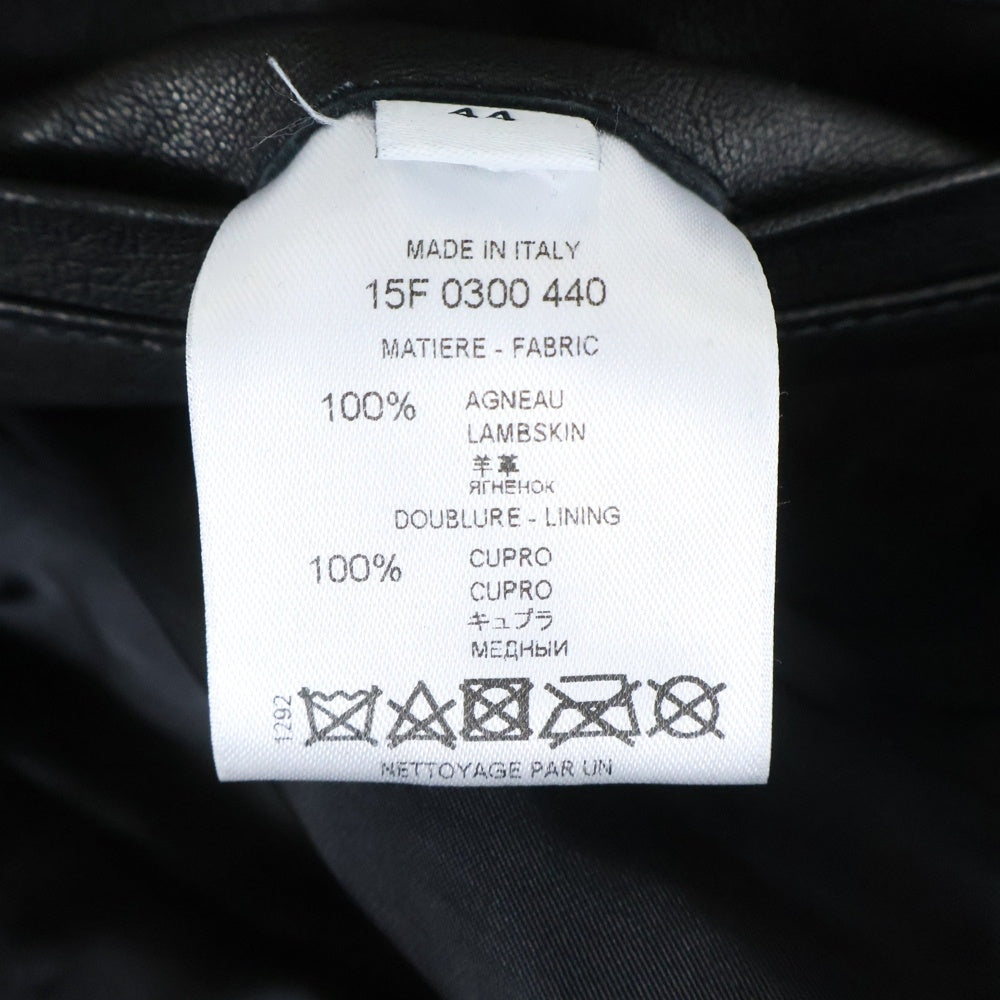 44
MADE IN ITALY
15F 0300 440
MATIERE - FABRIC
100% AGNEAU
LAMBSKIN
羊革
ЯГНЕНОК
DOUBLURE - LINING
100% CUPRO
CUPRO
キュプラ
МЕДНЫЙ
1292
NETTOYAGE PAR UN